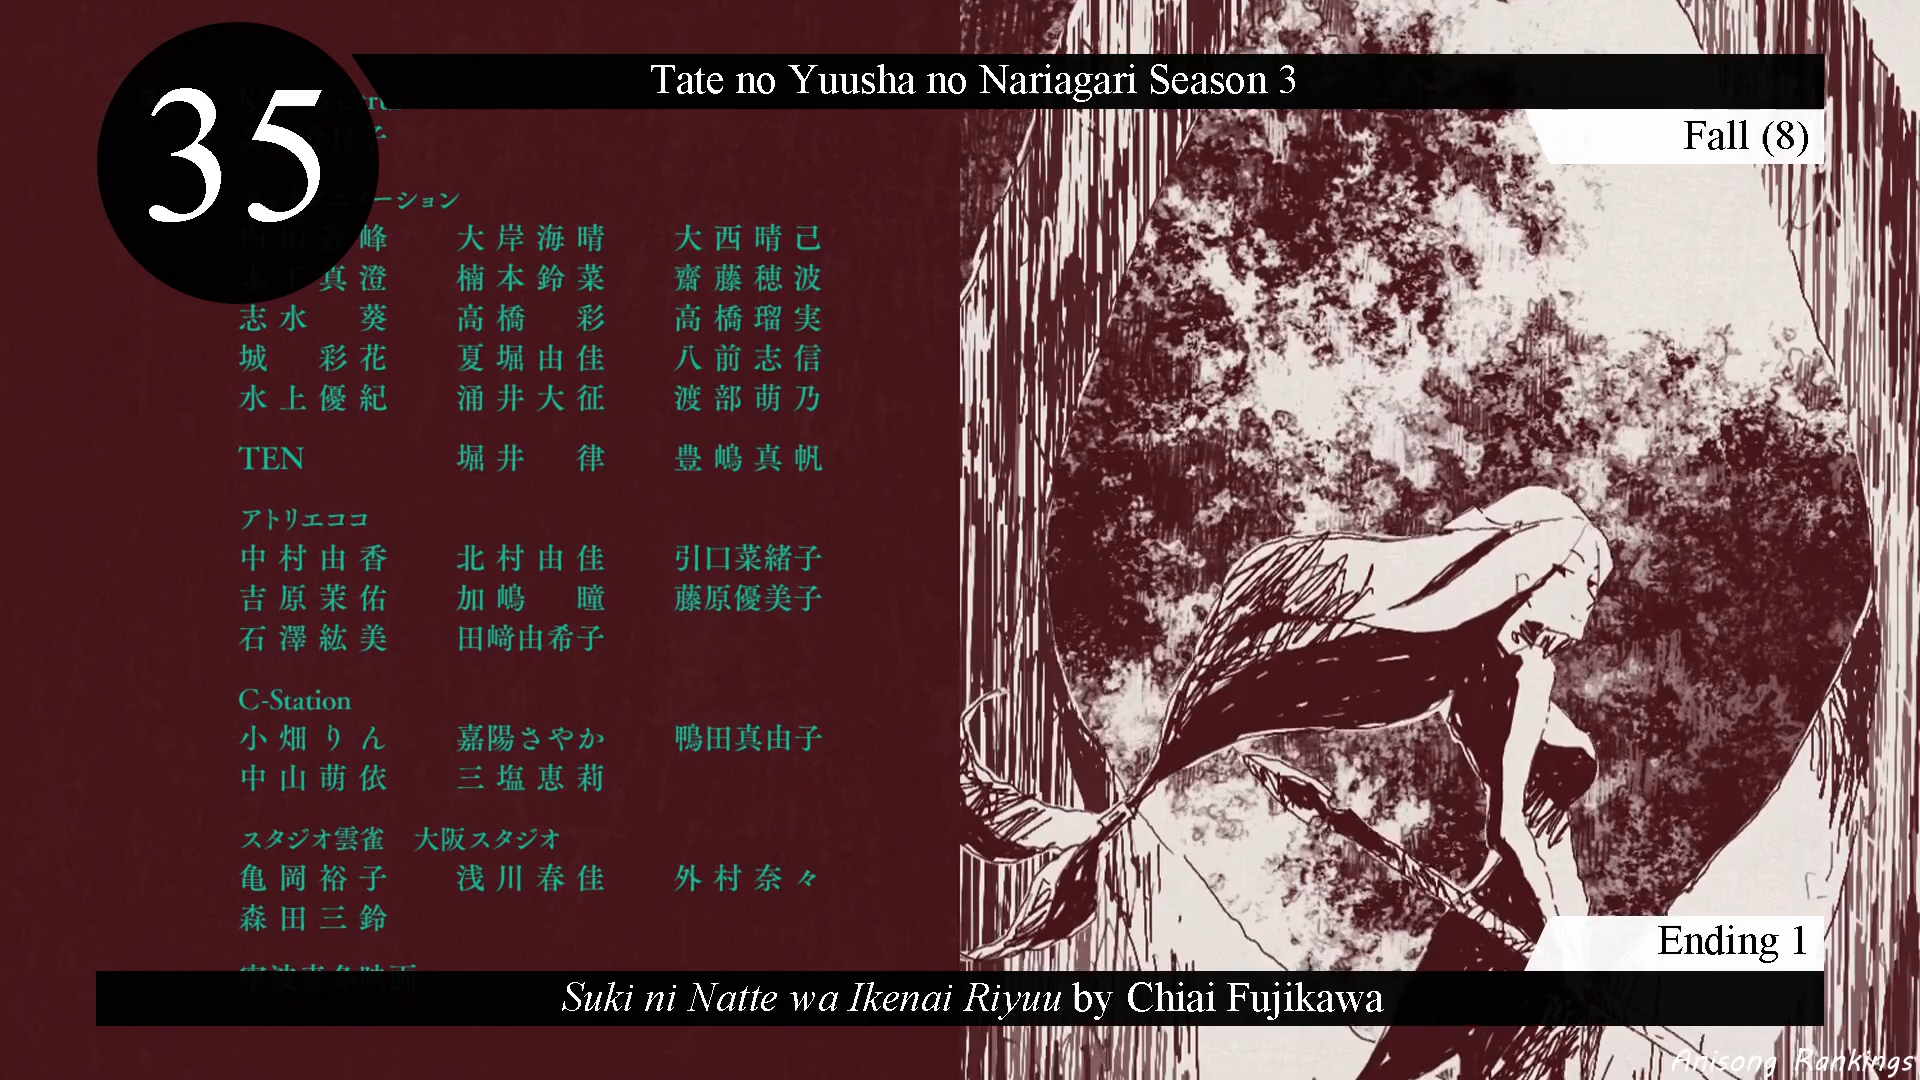 35
Tate no Yuusha no Nariagari Season 3
Fall (8)
ニメーション
峰 大岸海晴 大西晴己
真澄 楠本鈴菜 齋藤穂波
志水 葵 高橋 彩 高橋瑠実
城 彩花 夏堀由佳 八前志信
水上優紀 涌井大征 渡部萌乃
TEN 堀井 律 豊嶋真帆
アトリエココ
中村由香 北村由佳 引口菜緒子
吉原茉佑 加嶋 瞳 藤原優美子
石澤紘美 田﨑由希子
C-Station
小畑りん 嘉陽さやか 鴨田真由子
中山萌依 三塩恵莉
スタジオ雲雀 大阪スタジオ
亀岡裕子 浅川春佳 外村奈々
森田三鈴
Ending 1
Suki ni Natte wa Ikenai Riyuu by Chiai Fujikawa
Anisong Rankings